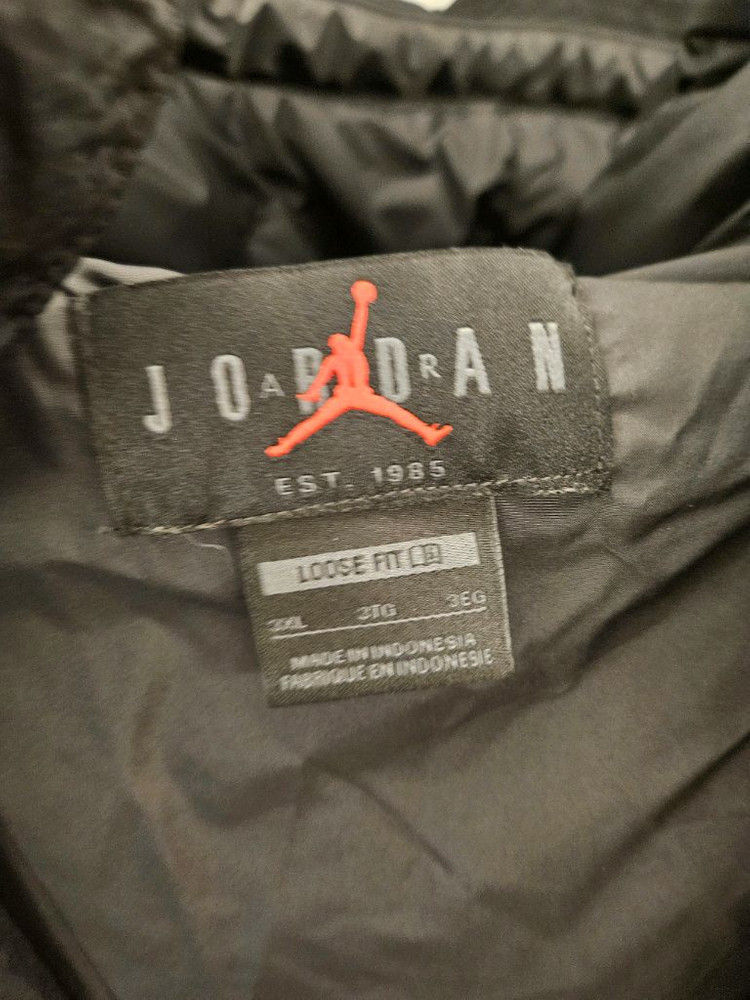 JORDAN
AIR
EST. 1985
LOOSE FIT
3XL 3TG 3EG
MADE IN INDONESIA
FABRIQUE EN INDONESIE